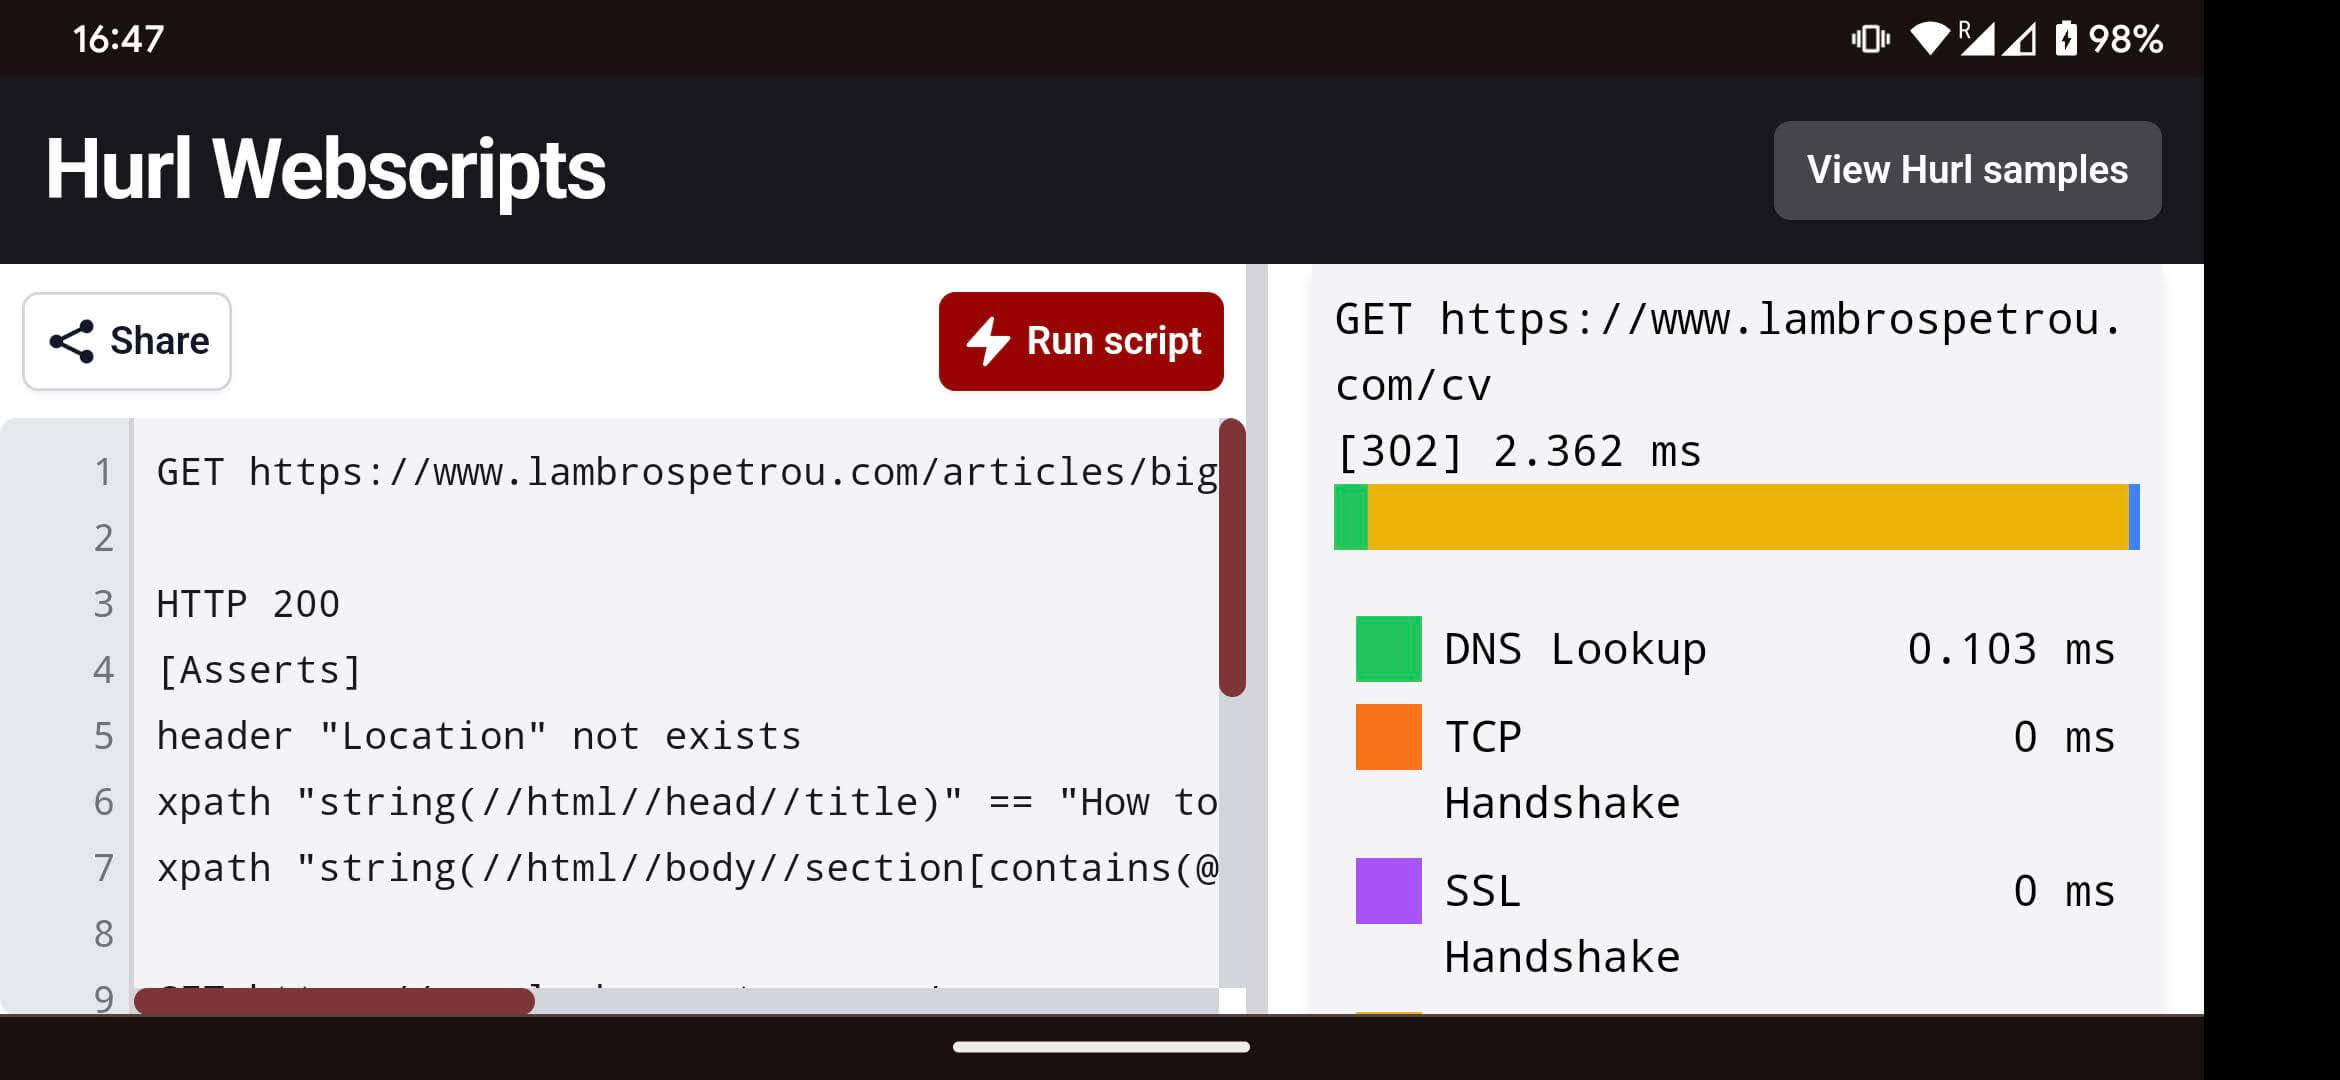 16:47
R
98%
Hurl Webscripts
View Hurl samples
Share
Run script
1 GET https://www.lambrospetrou.com/articles/big
2
3 HTTP 200
4 [Asserts]
5 header "Location" not exists
6 xpath "string(//html//head//title)" == "How to
7 xpath "string(//html//body//section[contains(@
8
9
GET https://www.lambrospetrou.
com/cv
[302] 2.362 ms
DNS Lookup 0.103 ms
TCP 0 ms
Handshake
SSL 0 ms
Handshake